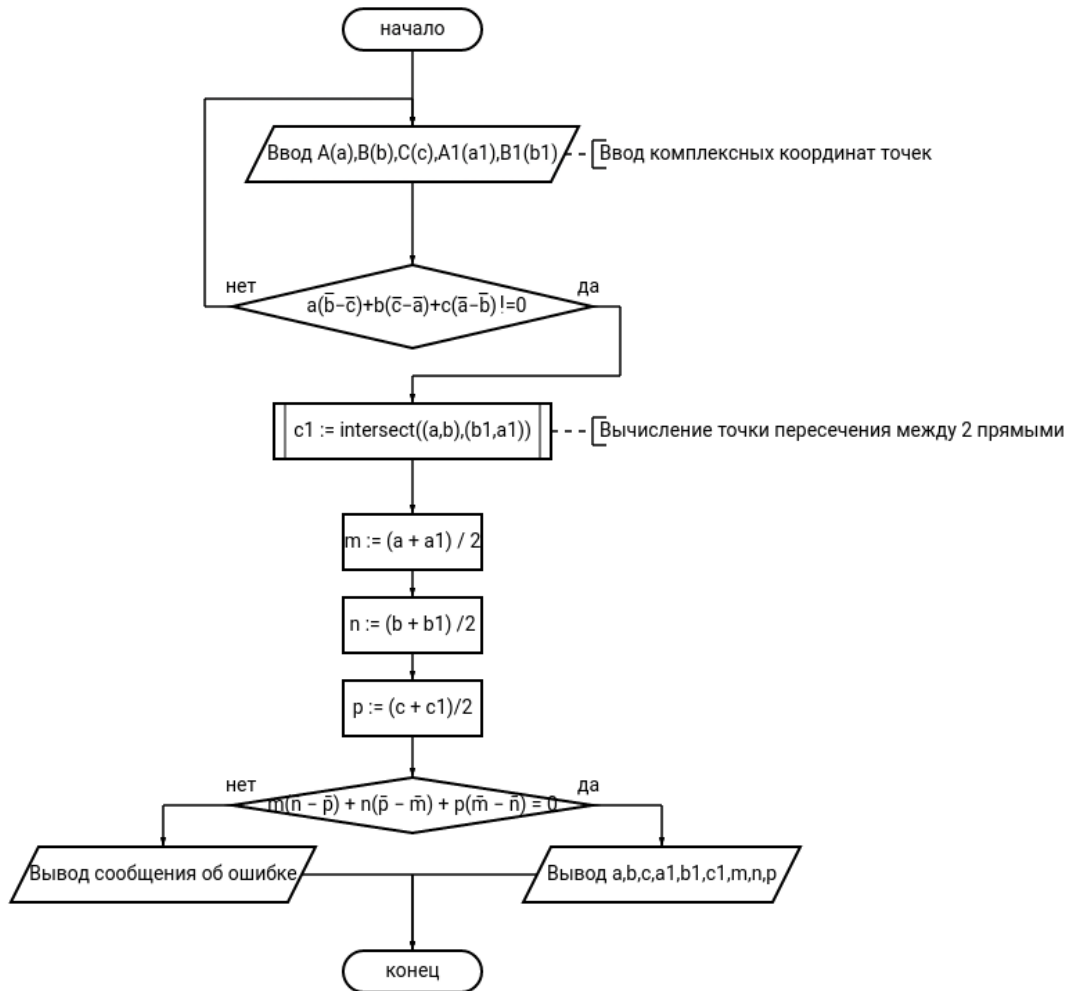 начало
Ввод A(a),B(b),C(c),A1(a1),B1(b1)
Ввод комплексных координат точек
нет
да
a(b̄−c̄)+b(c̄−ā)+c(ā−b̄)!=0
c1 := intersect((a,b),(b1,a1))
Вычисление точки пересечения между 2 прямыми
m := (a + a1) / 2
n := (b + b1) /2
p := (c + c1)/2
нет
да
m(n̄ − p̄) + n(p̄ − m̄) + p(m̄ − n̄) = 0
Вывод сообщения об ошибке
Вывод a,b,c,a1,b1,c1,m,n,p
конец